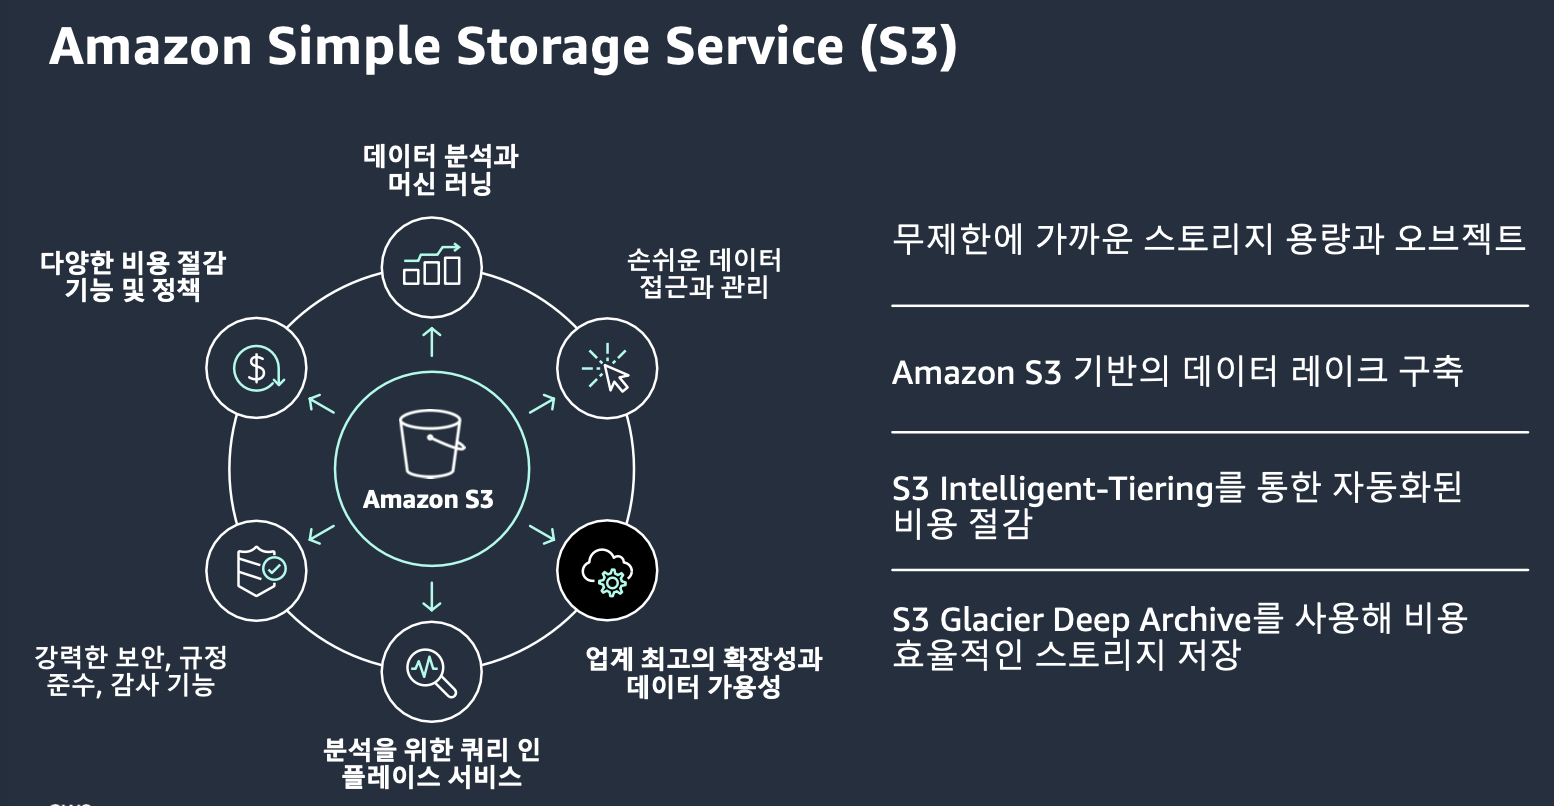 Amazon Simple Storage Service (S3)
데이터 분석과
머신 러닝
다양한 비용 절감
기능 및 정책
손쉬운 데이터
접근과 관리
$
Amazon S3
강력한 보안, 규정
준수, 감사 기능
업계 최고의 확장성과
데이터 가용성
분석을 위한 쿼리 인
플레이스 서비스
무제한에 가까운 스토리지 용량과 오브젝트
Amazon S3 기반의 데이터 레이크 구축
S3 Intelligent-Tiering를 통한 자동화된
비용 절감
S3 Glacier Deep Archive를 사용해 비용
효율적인 스토리지 저장